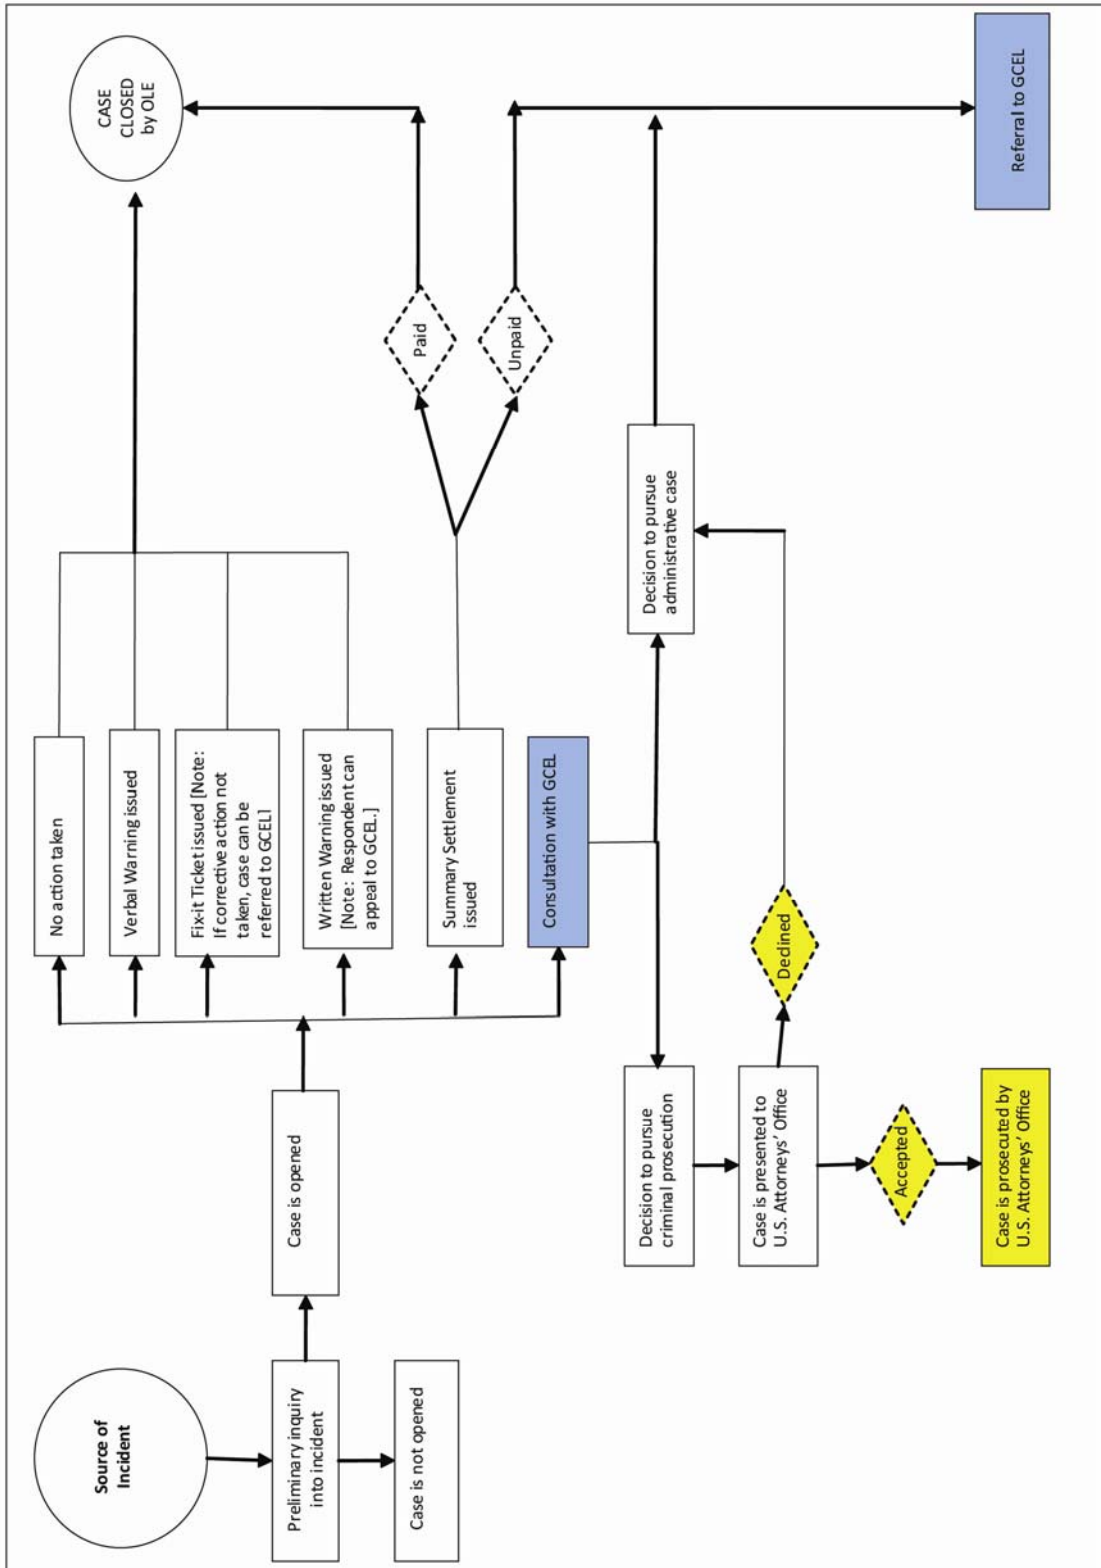 Source of
Incident
Preliminary inquiry
into incident
Case is not opened
Case is opened
No action taken
Verbal Warning issued
Fix-it Ticket issued [Note:
If corrective action not
taken, case can be
referred to GCEL]
Written Warning issued
[Note: Respondent can
appeal to GCEL.]
Summary Settlement
issued
Consultation with GCEL
CASE
CLOSED
by OLE
Paid
Unpaid
Decision to pursue
criminal prosecution
Case is presented to
U.S. Attorneys' Office
Accepted
Case is prosecuted by
U.S. Attorneys' Office
Declined
Decision to pursue
administrative case
Referral to GCEL